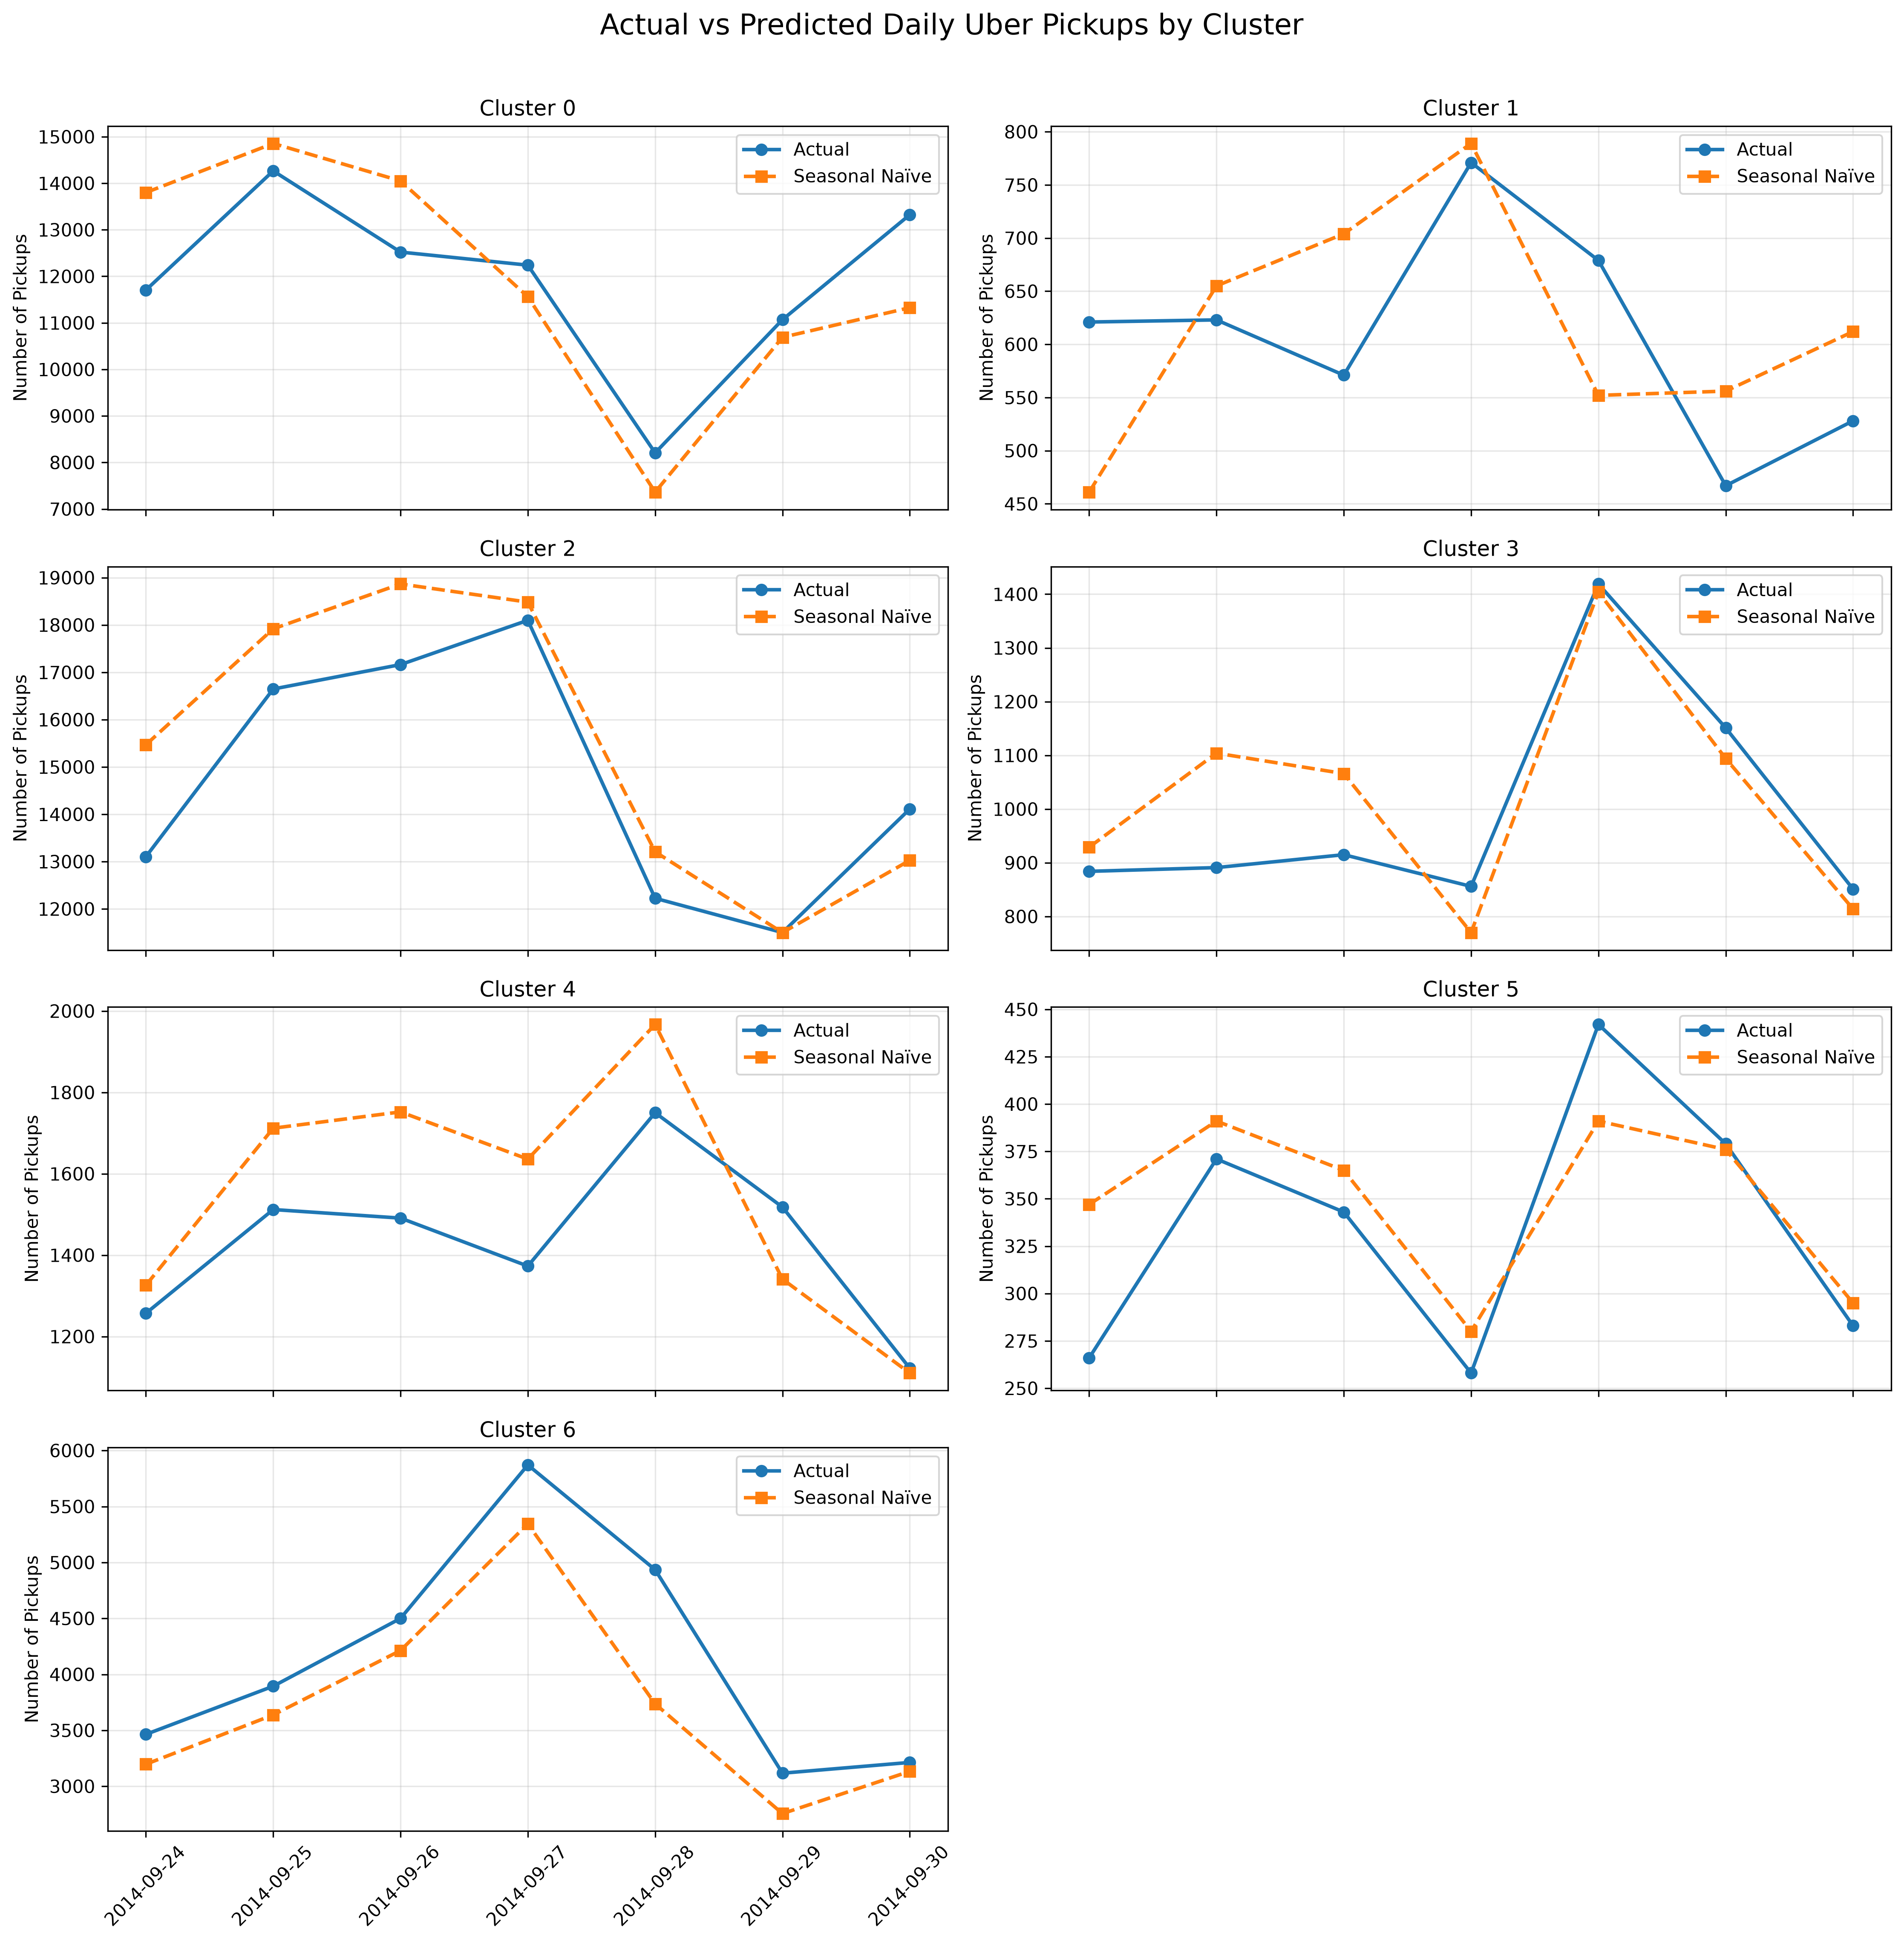 Actual vs Predicted Daily Uber Pickups by Cluster
Cluster 0
Number of Pickups
15000
14000
13000
12000
11000
10000
9000
8000
7000
Actual
Seasonal Naïve
Cluster 1
Number of Pickups
800
750
700
650
600
550
500
450
Actual
Seasonal Naïve
Cluster 2
Number of Pickups
19000
18000
17000
16000
15000
14000
13000
12000
Actual
Seasonal Naïve
Cluster 3
Number of Pickups
1400
1300
1200
1100
1000
900
800
Actual
Seasonal Naïve
Cluster 4
Number of Pickups
2000
1800
1600
1400
1200
Actual
Seasonal Naïve
Cluster 5
Number of Pickups
450
425
400
375
350
325
300
275
250
Actual
Seasonal Naïve
Cluster 6
Number of Pickups
6000
5500
5000
4500
4000
3500
3000
Actual
Seasonal Naïve
2014-09-24
2014-09-25
2014-09-26
2014-09-27
2014-09-28
2014-09-29
2014-09-30